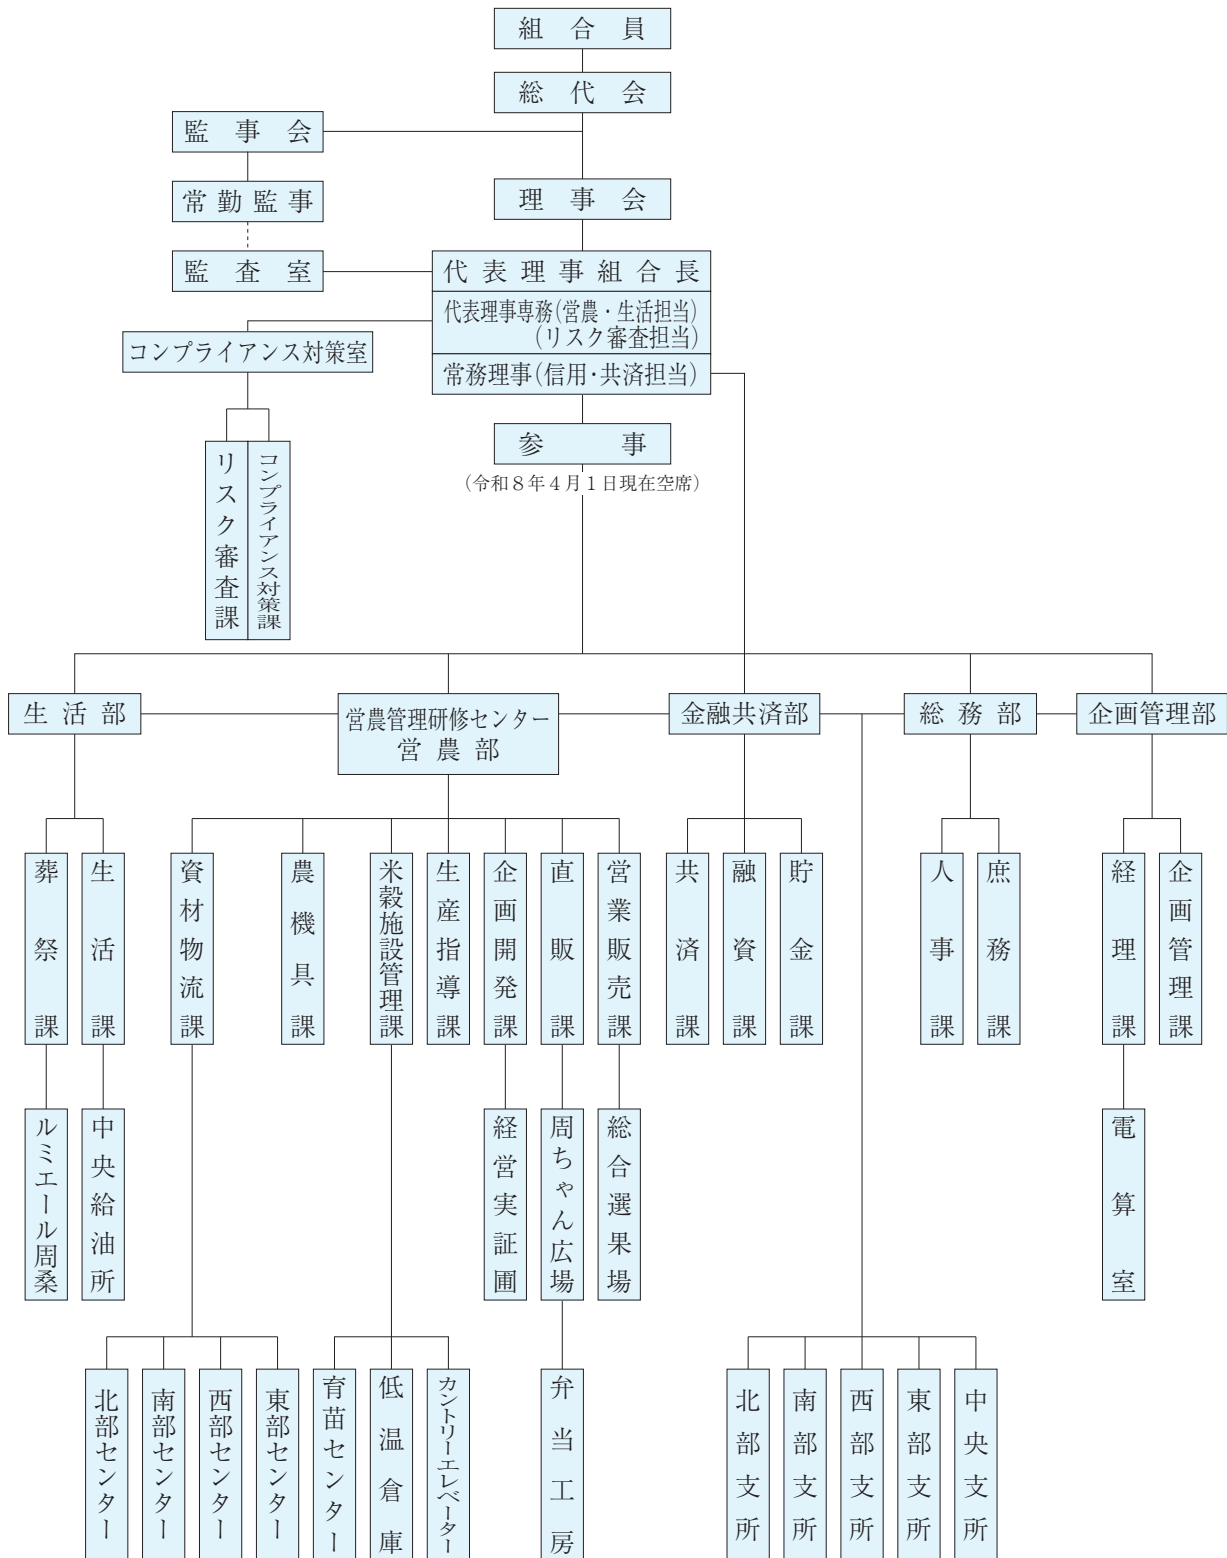 組合員
総代会
監事会
常勤監事
理事会
監査室
代表理事組合長
代表理事専務(営農・生活担当)
(リスク審査担当)
コンプライアンス対策室
常務理事(信用・共済担当)
参事
(令和8年4月1日現在空席)
リスク審査課
コンプライアンス対策課
生活部
営農管理研修センター
営農部
金融共済部
総務部
企画管理部
葬祭課
生活課
資材物流課
農機具課
米穀施設管理課
生産指導課
企画開発課
直販課
営業販売課
共済課
融資課
貯金課
人事課
庶務課
経理課
企画管理課
ルミエール周桑
中央給油所
経営実証圃
周ちゃん広場
総合選果場
電算室
北部センター
南部センター
西部センター
東部センター
育苗センター
低温倉庫
カントリーエレベーター
弁当工房
北部支所
南部支所
西部支所
東部支所
中央支所